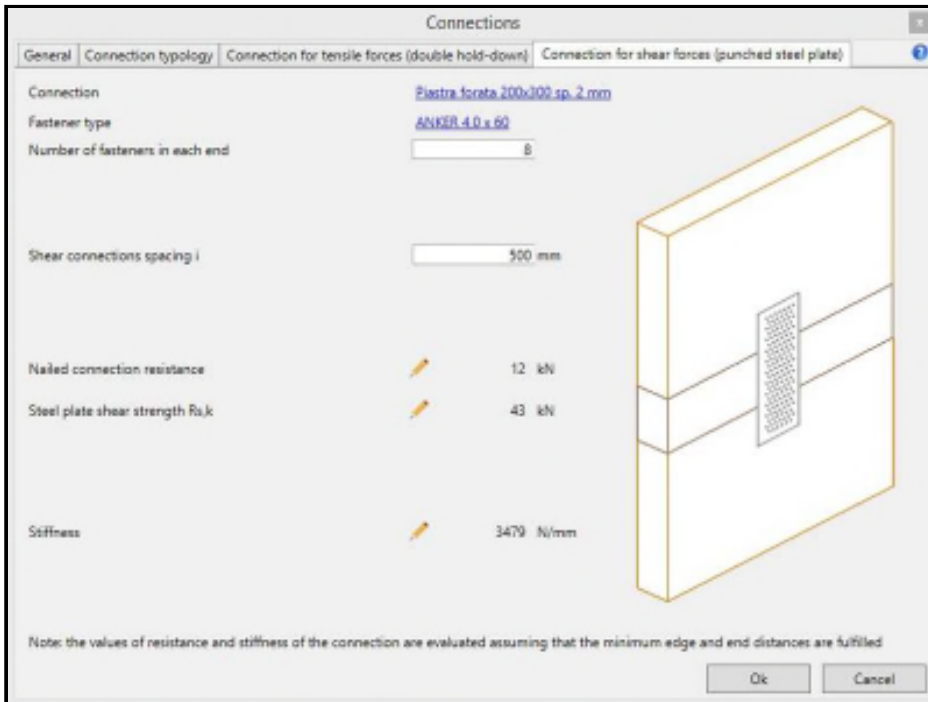 Connections
x
General Connection typology Connection for tensile forces (double hold-down) Connection for shear forces (punched steel plate) ?
Connection Piastra forata 200x300 sp. 2 mm
Fastener type ANKER 4.0 x 60
Number of fasteners in each end 8
Shear connections spacing i 500 mm
Nailed connection resistance 12 kN
Steel plate shear strength Rs,k 43 kN
Stiffness 3479 N/mm
Note: the values of resistance and stiffness of the connection are evaluated assuming that the minimum edge and end distances are fulfilled
Ok Cancel